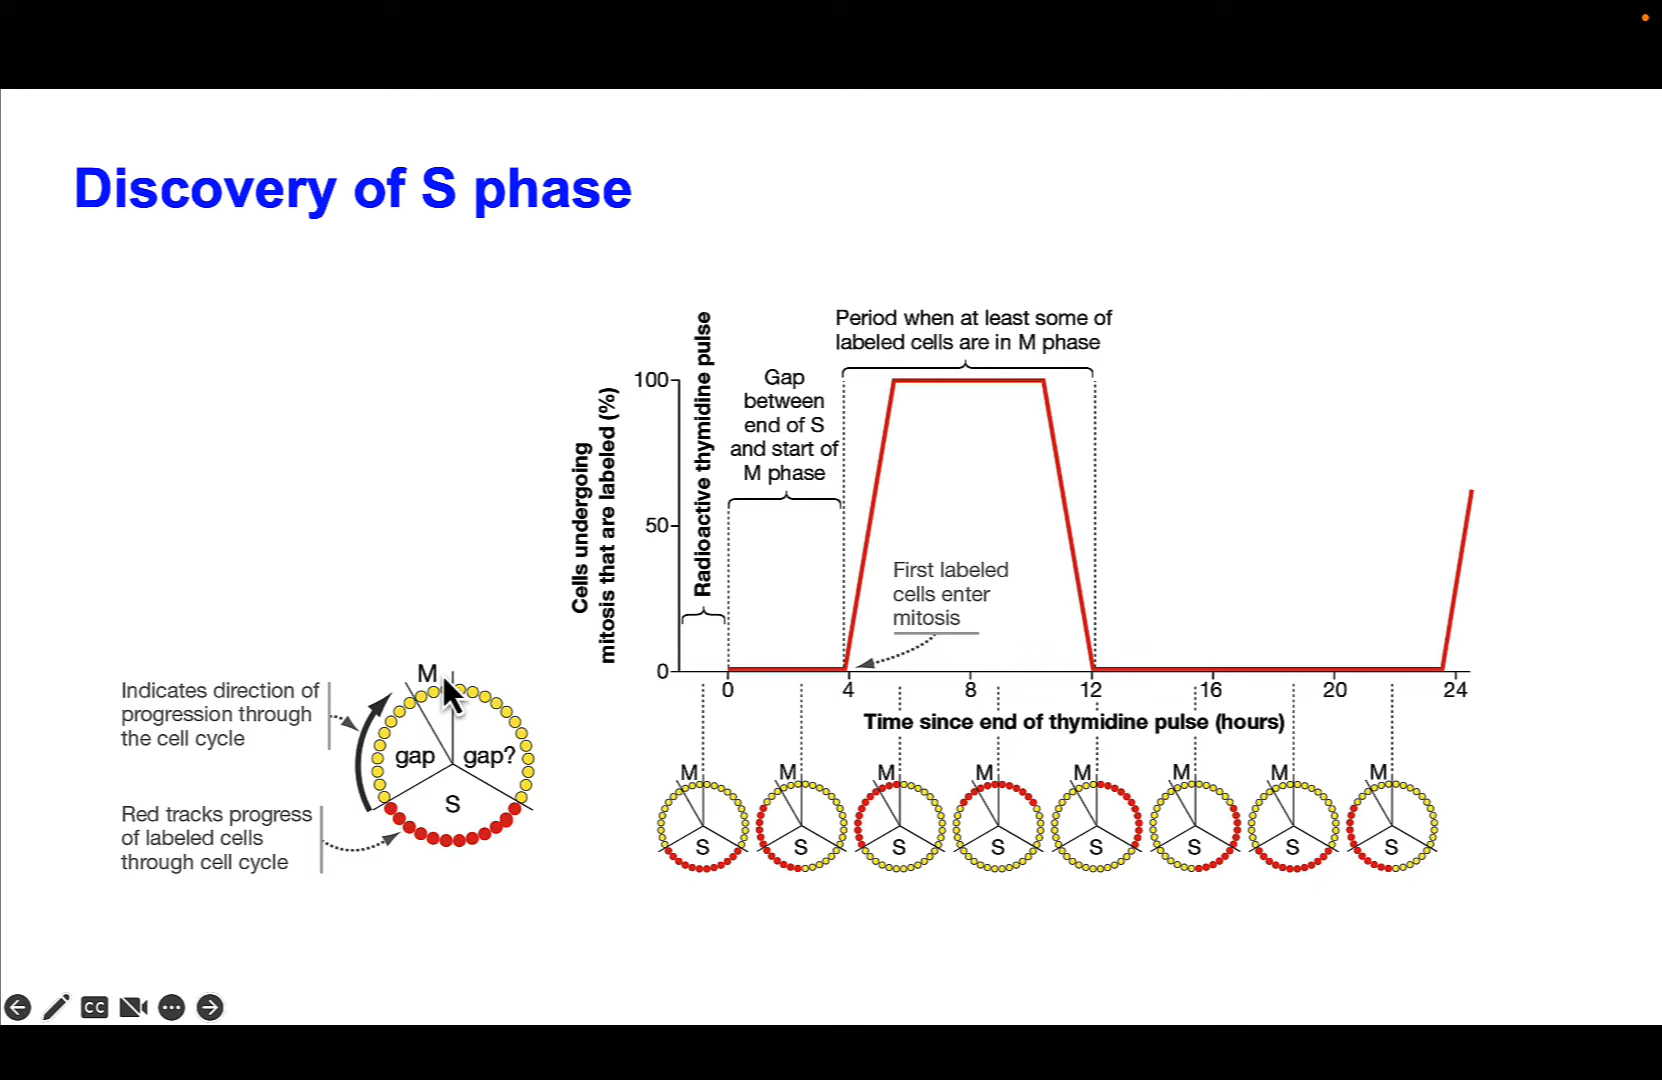 Discovery of S phase
Period when at least some of
labeled cells are in M phase
Radioactive thymidine pulse
Gap
between
end of S
and start of
M phase
Cells undergoing
mitosis that are labeled (%)
100
50
0
First labeled
cells enter
mitosis
0 4 8 12 16 20 24
Time since end of thymidine pulse (hours)
Indicates direction of
progression through
the cell cycle
M
gap gap?
S
Red tracks progress
of labeled cells
through cell cycle
M M M M M M M M
S S S S S S S S
CC